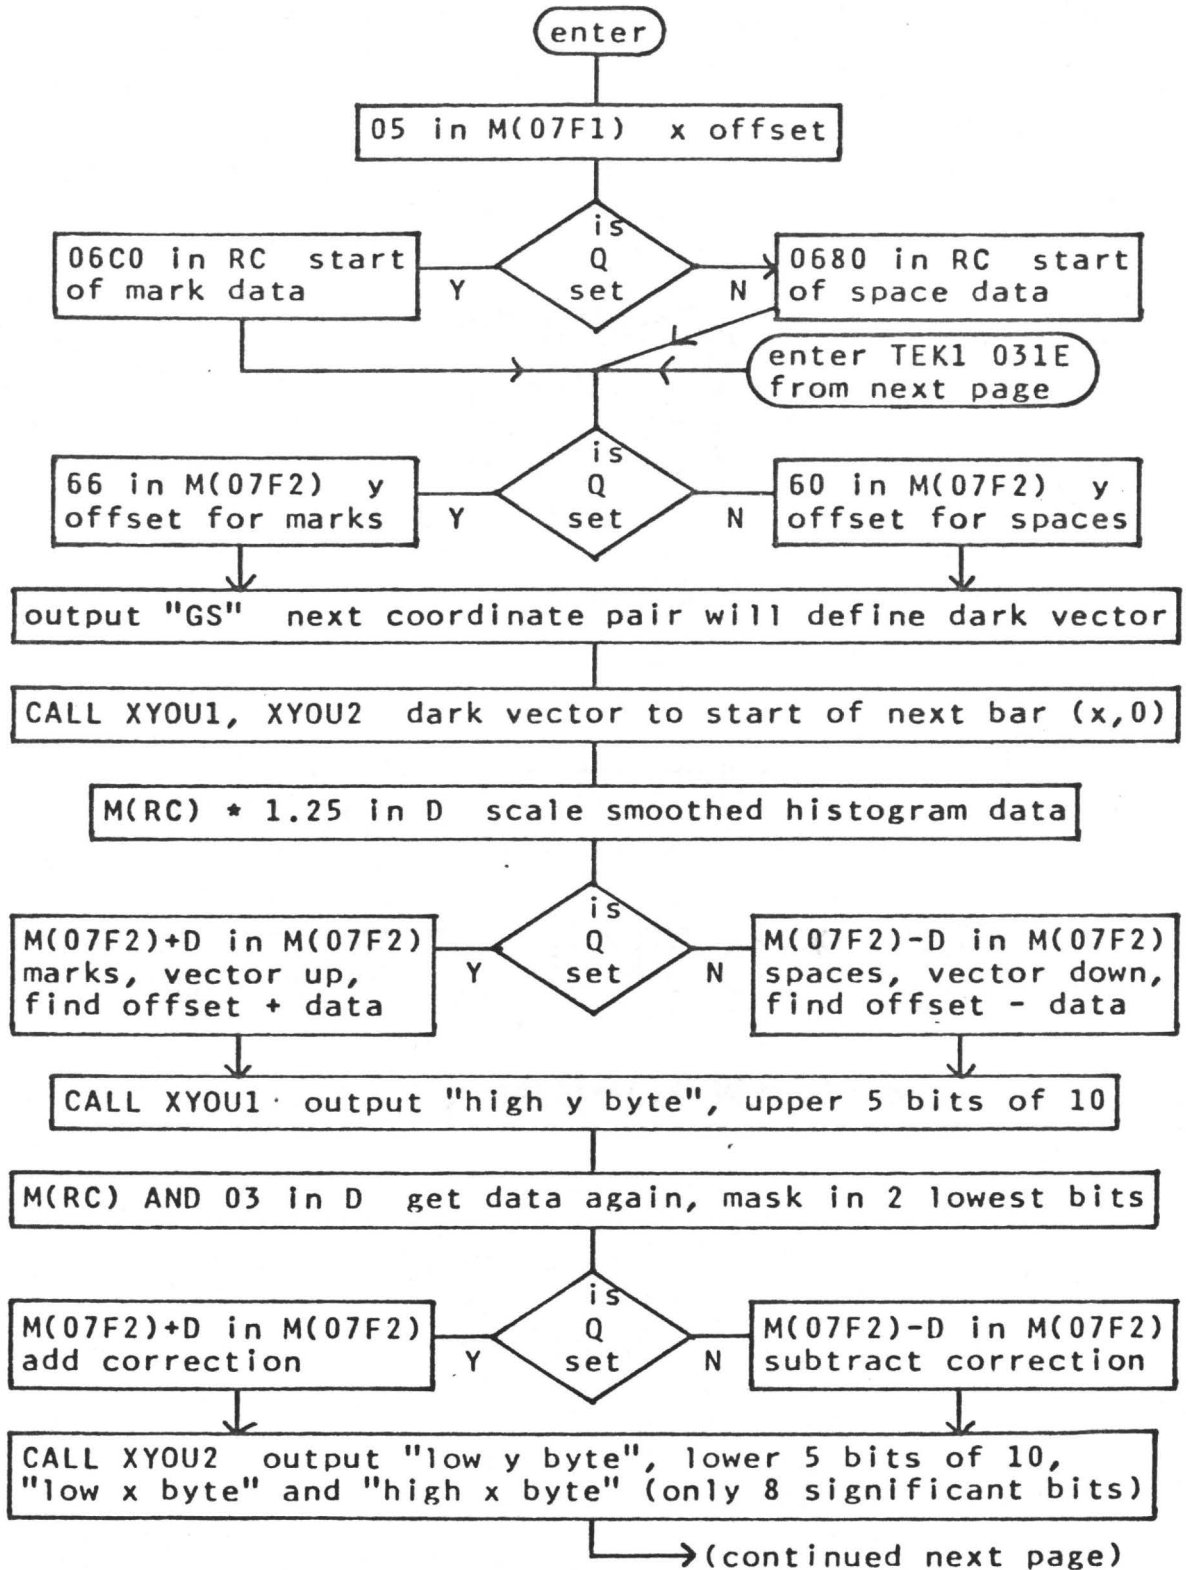 enter
05 in M(07F1) x offset
is
Q
set
Y
N
06C0 in RC start
of mark data
0680 in RC start
of space data
enter TEK1 031E
from next page
is
Q
set
Y
N
66 in M(07F2) y
offset for marks
60 in M(07F2) y
offset for spaces
output "GS" next coordinate pair will define dark vector
CALL XYOU1, XYOU2 dark vector to start of next bar (x,0)
M(RC) * 1.25 in D scale smoothed histogram data
is
Q
set
Y
N
M(07F2)+D in M(07F2)
marks, vector up,
find offset + data
M(07F2)-D in M(07F2)
spaces, vector down,
find offset - data
CALL XYOU1 output "high y byte", upper 5 bits of 10
M(RC) AND 03 in D get data again, mask in 2 lowest bits
is
Q
set
Y
N
M(07F2)+D in M(07F2)
add correction
M(07F2)-D in M(07F2)
subtract correction
CALL XYOU2 output "low y byte", lower 5 bits of 10,
"low x byte" and "high x byte" (only 8 significant bits)
(continued next page)